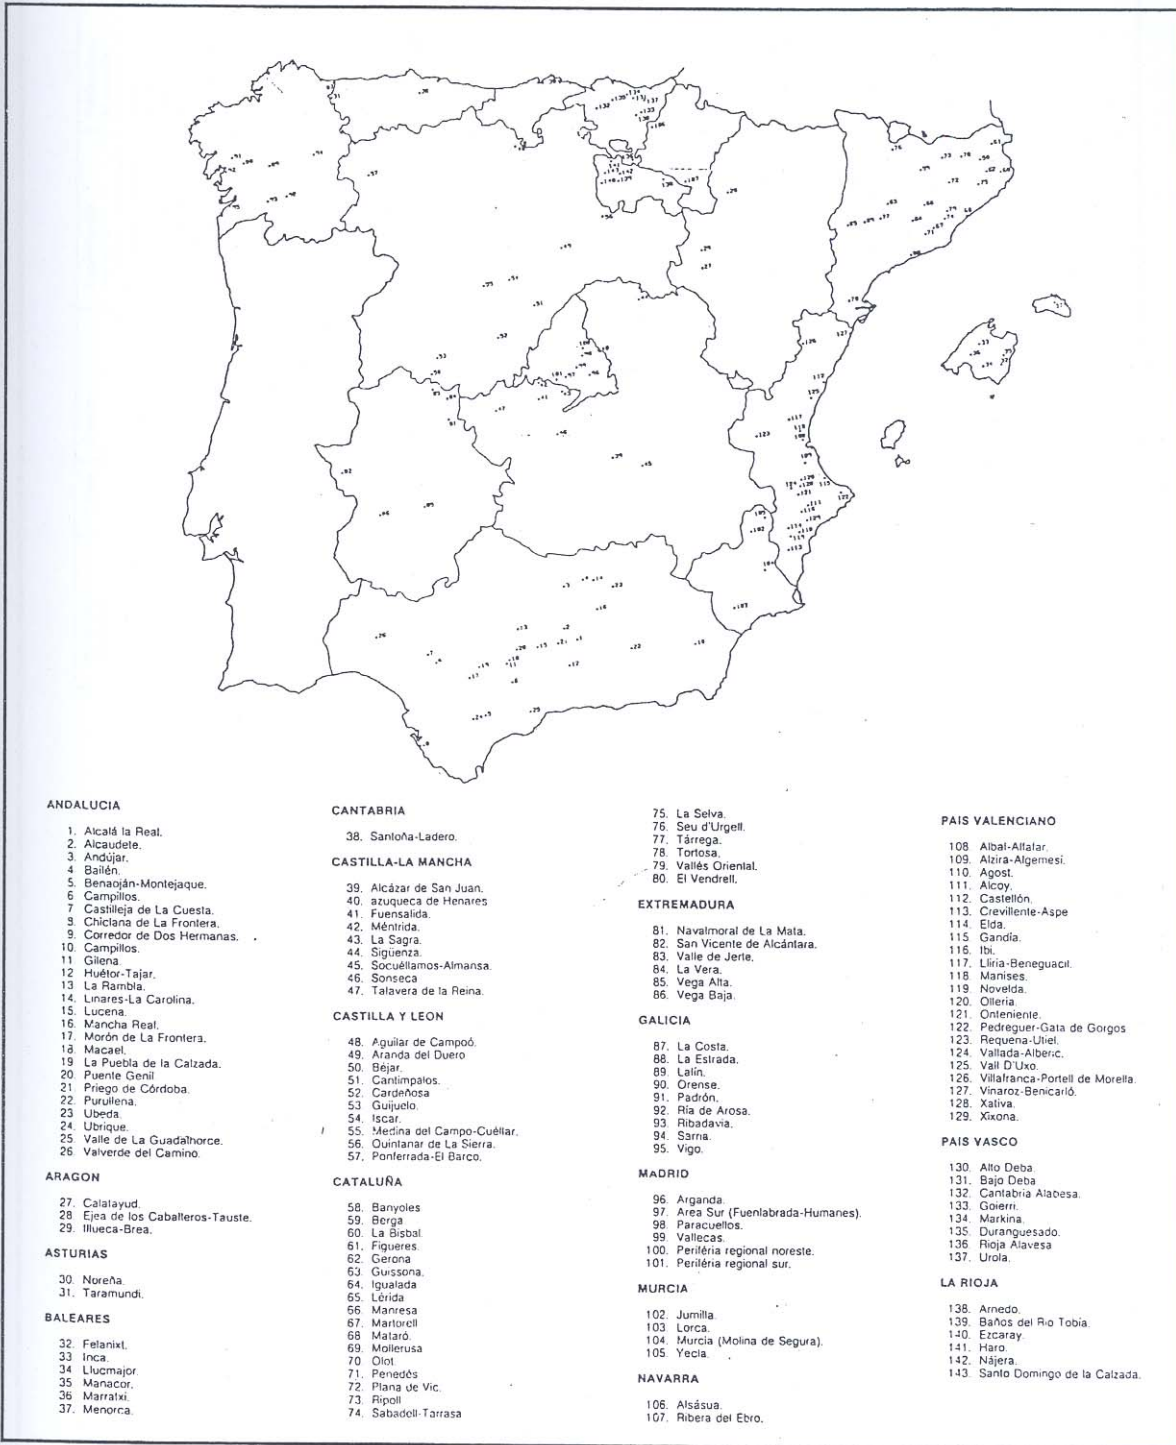 ANDALUCIA
1. Alcalá la Real.
2. Alcaudete.
3. Andújar.
4 Bailén.
5. Benaoján-Montejaque.
6 Campillos.
7 Castilleja de La Cuesta.
8. Chiclana de La Frontera.
9. Corredor de Dos Hermanas.
10. Campillos.
11 Gilena.
12 Huétor-Tajar.
13 La Rambla.
14. Linares-La Carolina.
15. Lucena.
16. Mancha Real.
17. Morón de La Frontera.
18. Macael.
19 La Puebla de la Calzada.
20. Puente Genil
21. Priego de Córdoba.
22. Purullena.
23 Ubeda.
24. Ubrique.
25 Valle de La Guadalhorce.
26 Valverde del Camino.
ARAGON
27. Calatayud.
28 Ejea de los Caballeros-Tauste.
29. Illueca-Brea.
ASTURIAS
30. Noreña.
31. Taramundi.
BALEARES
32. Felanixt.
33 Inca.
34 Llucmajor.
35 Manacor.
36 Marratxi.
37. Menorca.
CANTABRIA
38. Santoña-Ladero.
CASTILLA-LA MANCHA
39. Alcázar de San Juan.
40. azuqueca de Henares
41. Fuensalida.
42. Méntrida.
43. La Sagra.
44. Sigüenza.
45. Socuéllamos-Almansa.
46. Sonseca
47. Talavera de la Reina.
CASTILLA Y LEON
48. Aguilar de Campoó.
49. Aranda del Duero
50. Béjar.
51. Cantimpalos.
52. Cardeñosa
53 Guijuelo.
54. Iscar.
55. Medina del Campo-Cuéllar.
56. Quintanar de La Sierra.
57. Ponferrada-El Barco.
CATALUÑA
58. Banyoles
59. Berga
60. La Bisbal
61. Figueres
62. Gerona
63 Guissona.
64. Igualada
65. Lérida
66 Manresa
67. Martorell
68 Mataró.
69. Mollerusa
70 Olot
71. Penedès
72. Plana de Vic.
73. Ripoll
74. Sabadell-Tarrasa
75. La Selva.
76. Seu d'Urgell.
77. Tárrega.
78. Tortosa.
79. Vallés Oriental.
80. El Vendrell.
EXTREMADURA
81. Navalmoral de La Mata.
82. San Vicente de Alcántara.
83. Valle de Jerte.
84. La Vera.
85. Vega Alta.
86. Vega Baja.
GALICIA
87. La Costa.
88. La Estrada.
89. Lalín.
90. Orense.
91. Padrón.
92. Ría de Arosa.
93. Ribadavia.
94. Sarria.
95. Vigo.
MADRID
96. Arganda.
97. Area Sur (Fuenlabrada-Humanes).
98. Paracuellos.
99. Vallecas.
100. Periféria regional noreste.
101. Periféria regional sur.
MURCIA
102. Jumilla.
103. Lorca.
104. Murcia (Molina de Segura).
105. Yecla.
NAVARRA
106. Alsásua.
107. Ribera del Ebro.
PAIS VALENCIANO
108 Albal-Alfafar.
109. Alzira-Algemesí.
110. Agost.
111. Alcoy.
112. Castellón.
113. Crevillente-Aspe
114. Elda.
115 Gandía.
116. Ibi.
117. Lliria-Beneguacil.
118 Manises.
119. Novelda.
120. Olleria.
121. Onteniente.
122. Pedreguer-Gata de Gorgos
123. Requena-Utiel.
124. Vallada-Alberic.
125. Vall D'Uxo.
126. Villafranca-Portell de Morella.
127. Vinaroz-Benicarló.
128. Xativa.
129. Xixona.
PAIS VASCO
130. Alto Deba.
131. Bajo Deba
132. Cantabria Alabesa.
133. Goierri.
134. Markina.
135. Duranguesado.
136 Rioja Alavesa
137. Urola.
LA RIOJA
138. Arnedo.
139. Baños del Rio Tobía.
140. Ezcaray.
141. Haro.
142. Nájera.
143. Santo Domingo de la Calzada.